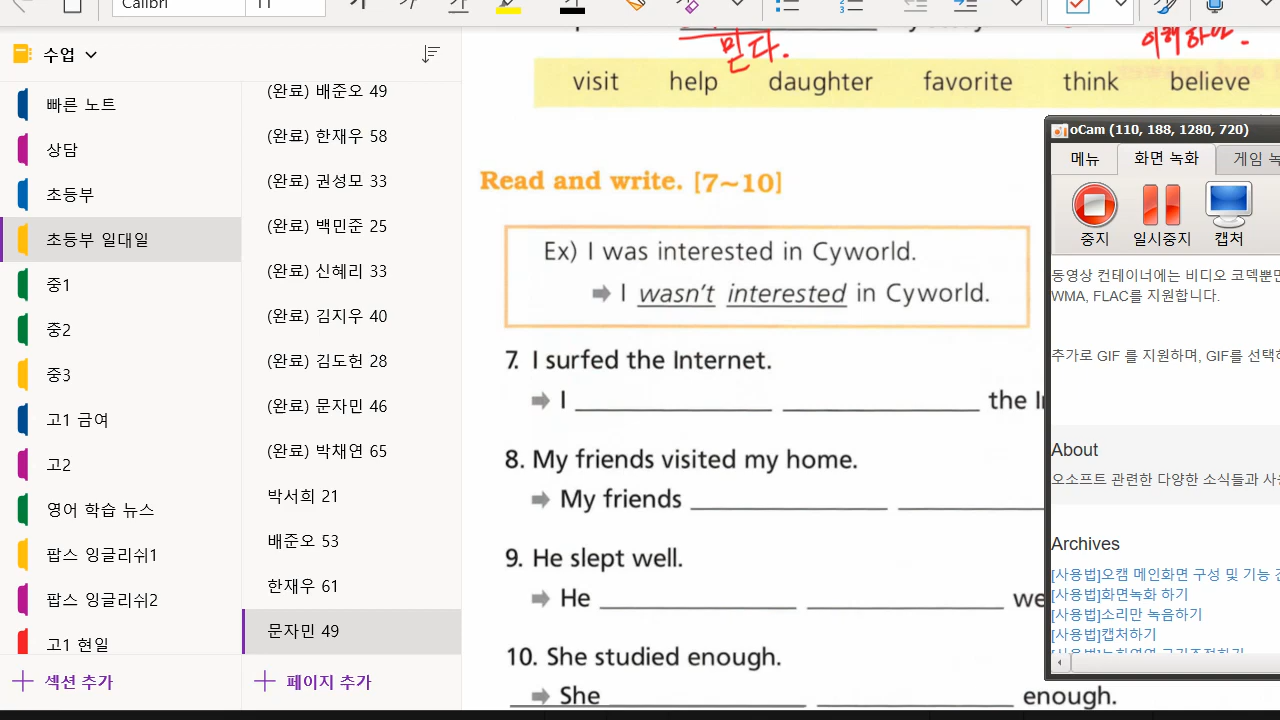 Calibri
11
수업
빠른 노트
상담
초등부
초등부 일대일
중1
중2
중3
고1 금여
고2
영어 학습 뉴스
팝스 잉글리쉬1
팝스 잉글리쉬2
고1 현일
섹션 추가
(완료) 배준오 49
(완료) 한재우 58
(완료) 권성모 33
(완료) 백민준 25
(완료) 신혜리 33
(완료) 김지우 40
(완료) 김도헌 28
(완료) 문자민 46
(완료) 박채연 65
박서희 21
배준오 53
한재우 61
문자민 49
페이지 추가
믿다.
visit help daughter favorite think believe
Read and write. [7~10]
Ex) I was interested in Cyworld.
➡ I wasn't interested in Cyworld.
7. I surfed the Internet.
➡ I ________ ________ the
8. My friends visited my home.
➡ My friends ________ ________
9. He slept well.
➡ He ________ ________ we
10. She studied enough.
➡ She ________ ________ enough.
oCam (110, 188, 1280, 720)
메뉴
화면 녹화
게임
중지
일시중지
캡처
동영상 컨테이너에는 비디오 코덱뿐만
WMA, FLAC를 지원합니다.
추가로 GIF 를 지원하며, GIF를 선택하
About
오소프트 관련한 다양한 소식들과 사
Archives
[사용법]오캠 메인화면 구성 및 기능
[사용법]화면녹화 하기
[사용법]소리만 녹음하기
[사용법]캡처하기